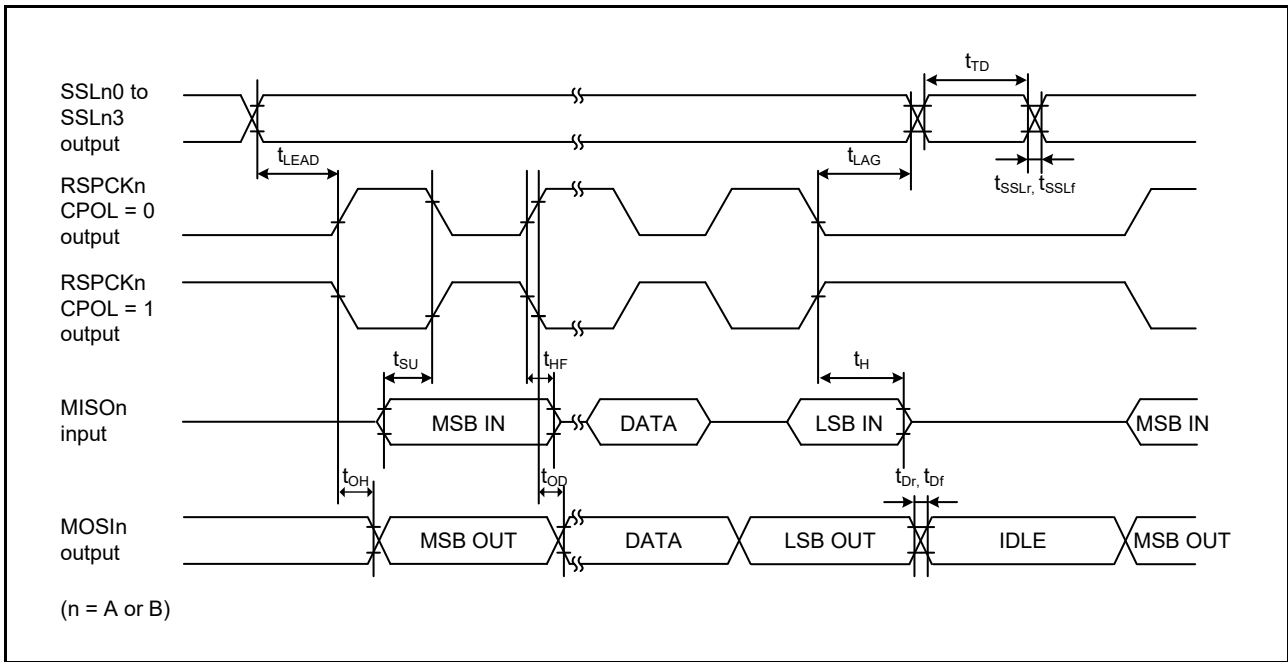 SSLn0 to
SSLn3
output
tTD
tLEAD
tLAG
tSSLr, tSSLf
RSPCKn
CPOL = 0
output
RSPCKn
CPOL = 1
output
tSU
tHF
tH
MISOn
input
MSB IN
DATA
LSB IN
MSB IN
tOH
tOD
tDr, tDf
MOSIn
output
MSB OUT
DATA
LSB OUT
IDLE
MSB OUT
(n = A or B)